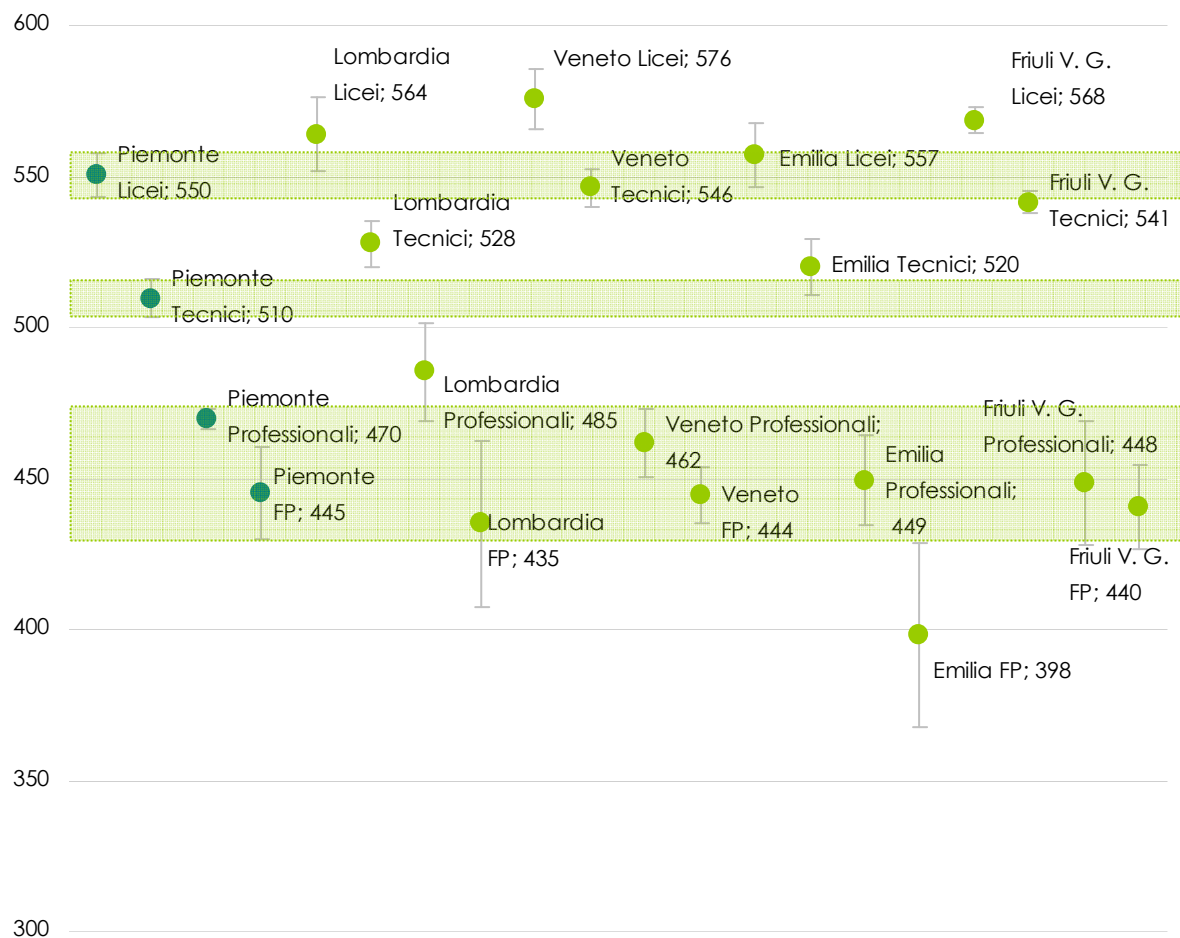 600
Lombardia
Licei; 564
Veneto Licei; 576
Friuli V. G.
Licei; 568
Piemonte
Licei; 550
550
Veneto
Tecnici; 546
Emilia Licei; 557
Friuli V. G.
Tecnici; 541
Lombardia
Tecnici; 528
Emilia Tecnici; 520
Piemonte
Tecnici; 510
500
Piemonte
Professionali; 470
Lombardia
Professionali; 485
Veneto Professionali;
462
Friuli V. G.
Professionali; 448
Emilia
Professionali;
449
450
Piemonte
FP; 445
Veneto
FP; 444
Lombardia
FP; 435
Friuli V. G.
FP; 440
400
Emilia FP; 398
350
300